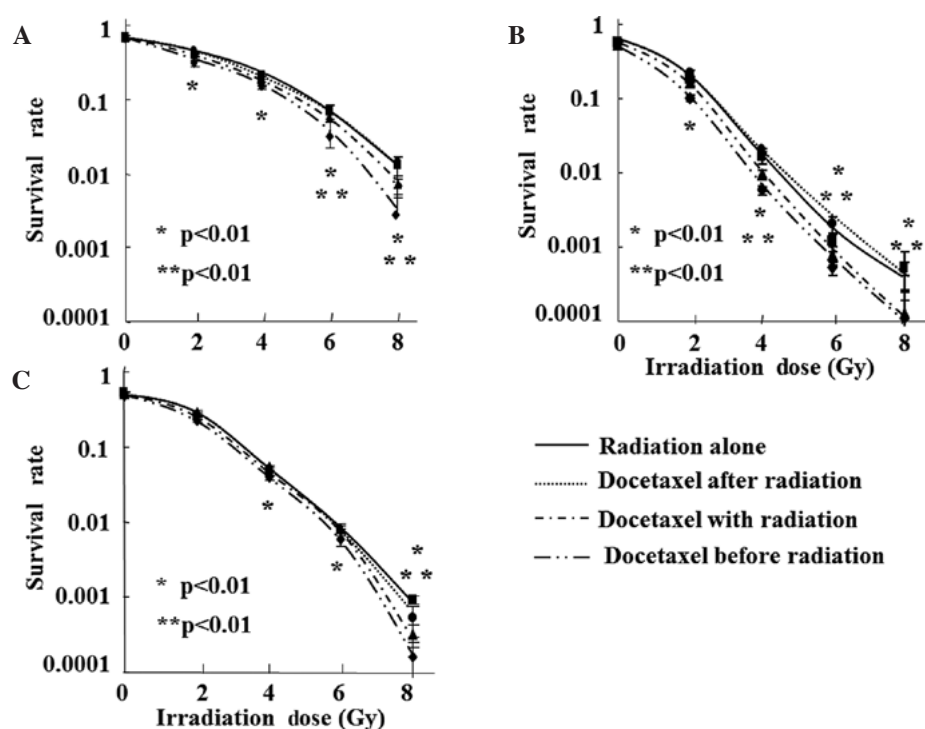 A
1
0.1
0.01
0.001
0.0001
Survival rate
*
*
*
* *
*
* *
* p<0.01
**p<0.01
0 2 4 6 8
B
1
0.1
0.01
0.001
0.0001
Survival rate
*
*
* *
*
* *
*
* *
* p<0.01
**p<0.01
0 2 4 6 8
Irradiation dose (Gy)
C
1
0.1
0.01
0.001
0.0001
Survival rate
*
*
*
* *
* p<0.01
**p<0.01
0 2 4 6 8
Irradiation dose (Gy)
Radiation alone
Docetaxel after radiation
Docetaxel with radiation
Docetaxel before radiation